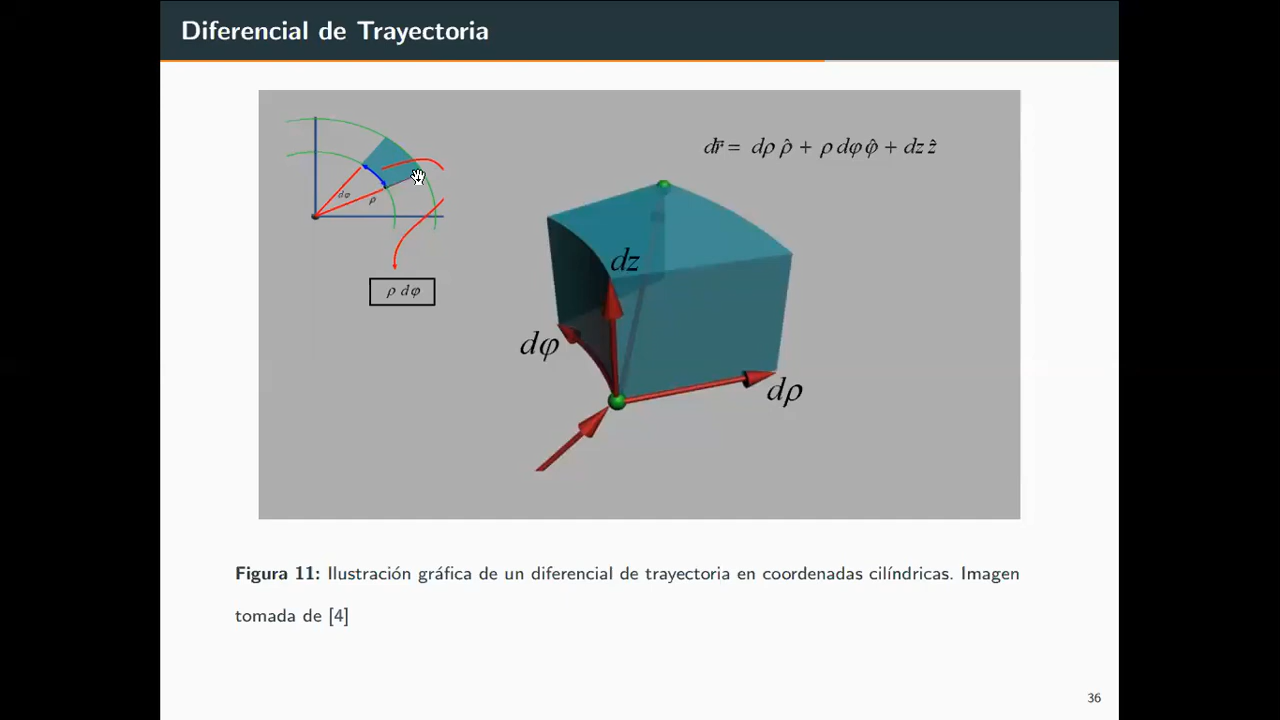 Diferencial de Trayectoria
dr⃗ = dρ ρ̂ + ρ dφ φ̂ + dz ẑ
dφ
ρ
ρ dφ
dz
dφ
dρ
Figura 11: Ilustración gráfica de un diferencial de trayectoria en coordenadas cilíndricas. Imagen
tomada de [4]
36